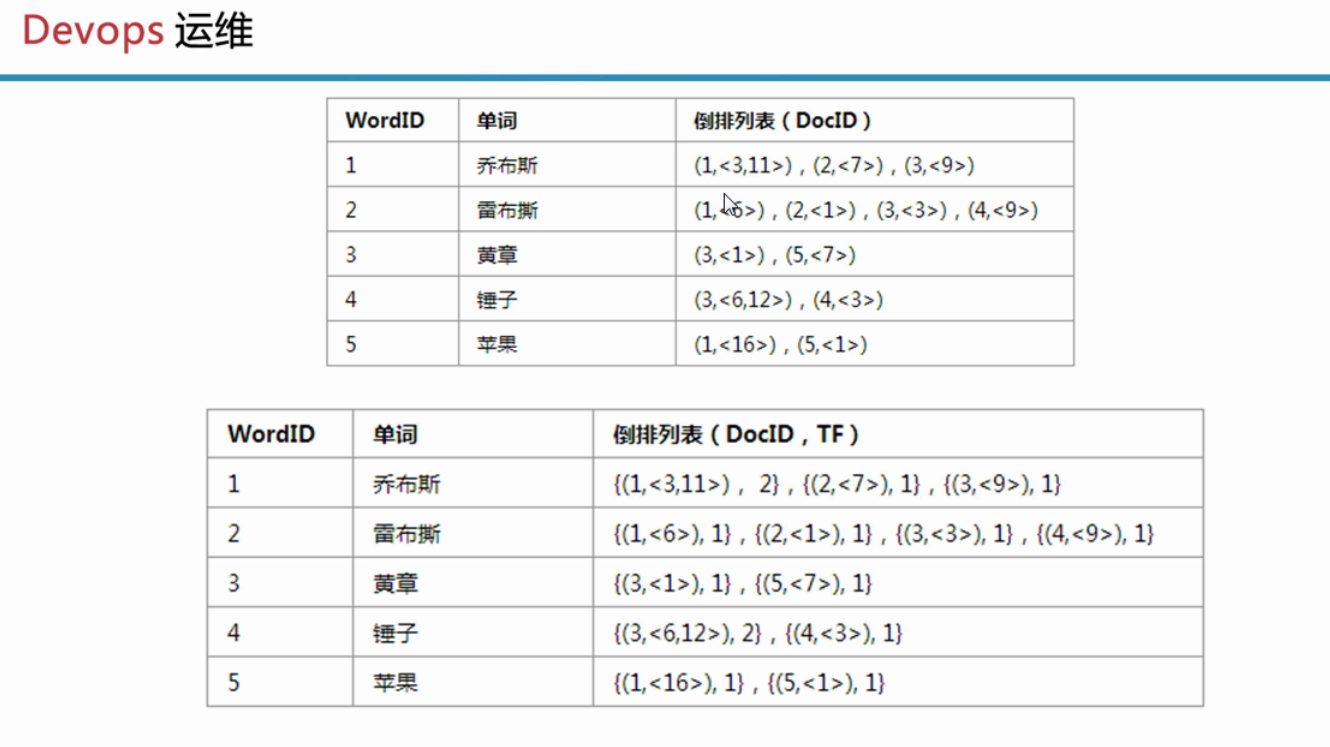 Devops 运维
WordID 单词 倒排列表（DocID）
1 乔布斯 (1,<3,11>)，(2,<7>)，(3,<9>)
2 雷布撕 (1,<6>)，(2,<1>)，(3,<3>)，(4,<9>)
3 黄章 (3,<1>)，(5,<7>)
4 锤子 (3,<6,12>)，(4,<3>)
5 苹果 (1,<16>)，(5,<1>)
WordID 单词 倒排列表（DocID，TF）
1 乔布斯 {(1,<3,11>)， 2}，{(2,<7>), 1}，{(3,<9>), 1}
2 雷布撕 {(1,<6>), 1}，{(2,<1>), 1}，{(3,<3>), 1}，{(4,<9>), 1}
3 黄章 {(3,<1>), 1}，{(5,<7>), 1}
4 锤子 {(3,<6,12>), 2}，{(4,<3>), 1}
5 苹果 {(1,<16>), 1}，{(5,<1>), 1}